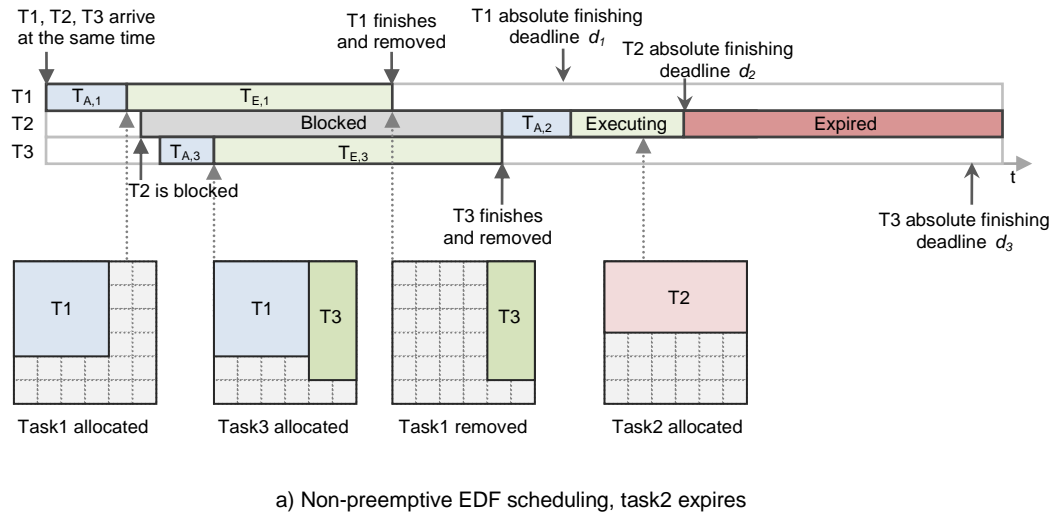 T1, T2, T3 arrive
at the same time
T1 finishes
and removed
T1 absolute finishing
deadline d1
T2 absolute finishing
deadline d2
T1
TA,1
TE,1
T2
Blocked
TA,2
Executing
Expired
T3
TA,3
TE,3
t
T2 is blocked
T3 finishes
and removed
T3 absolute finishing
deadline d3
T1
T1
T3
T3
T2
Task1 allocated
Task3 allocated
Task1 removed
Task2 allocated
a) Non-preemptive EDF scheduling, task2 expires